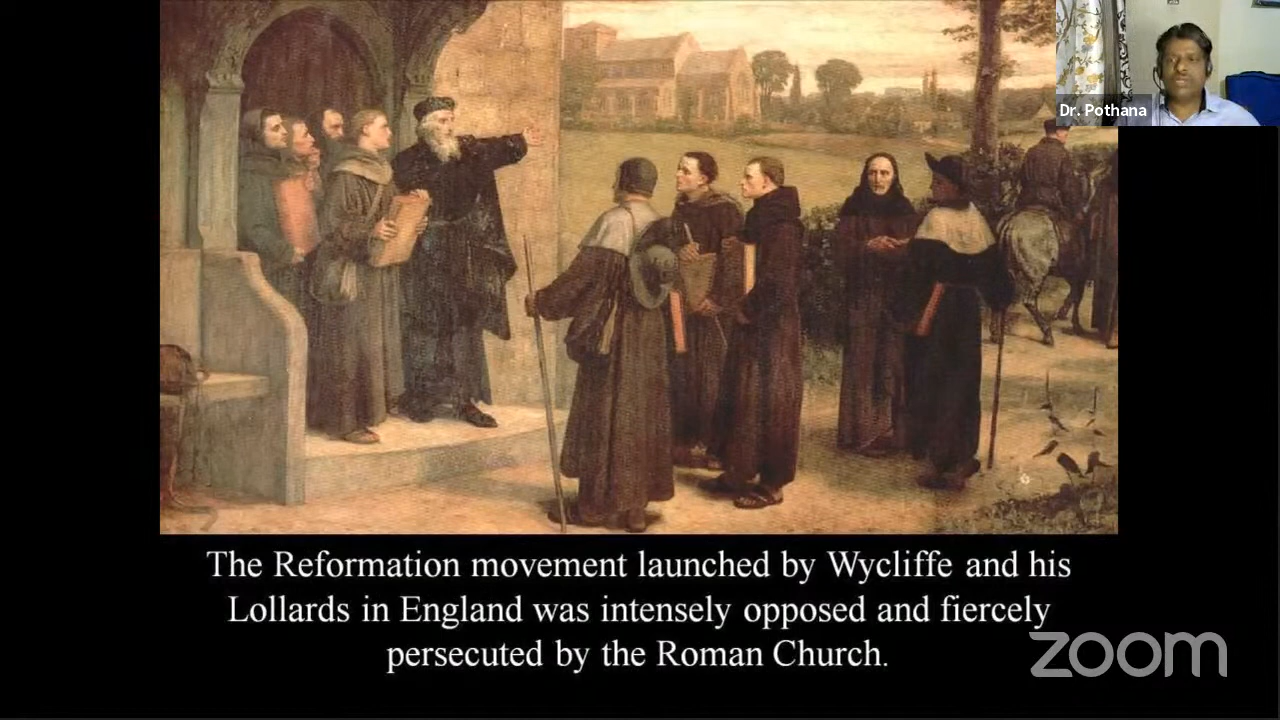 Dr. Pothana
The Reformation movement launched by Wycliffe and his
Lollards in England was intensely opposed and fiercely
persecuted by the Roman Church.
zoom